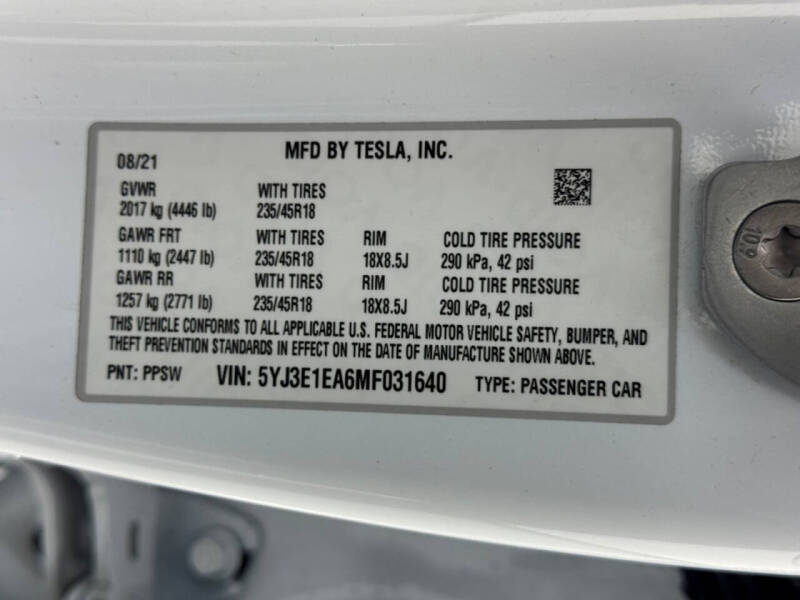 08/21 MFD BY TESLA, INC.
GVWR WITH TIRES
2017 kg (4446 lb) 235/45R18
GAWR FRT WITH TIRES RIM COLD TIRE PRESSURE
1110 kg (2447 lb) 235/45R18 18X8.5J 290 kPa, 42 psi
GAWR RR WITH TIRES RIM COLD TIRE PRESSURE
1257 kg (2771 lb) 235/45R18 18X8.5J 290 kPa, 42 psi
THIS VEHICLE CONFORMS TO ALL APPLICABLE U.S. FEDERAL MOTOR VEHICLE SAFETY, BUMPER, AND
THEFT PREVENTION STANDARDS IN EFFECT ON THE DATE OF MANUFACTURE SHOWN ABOVE.
PNT: PPSW VIN: 5YJ3E1EA6MF031640 TYPE: PASSENGER CAR
10.9